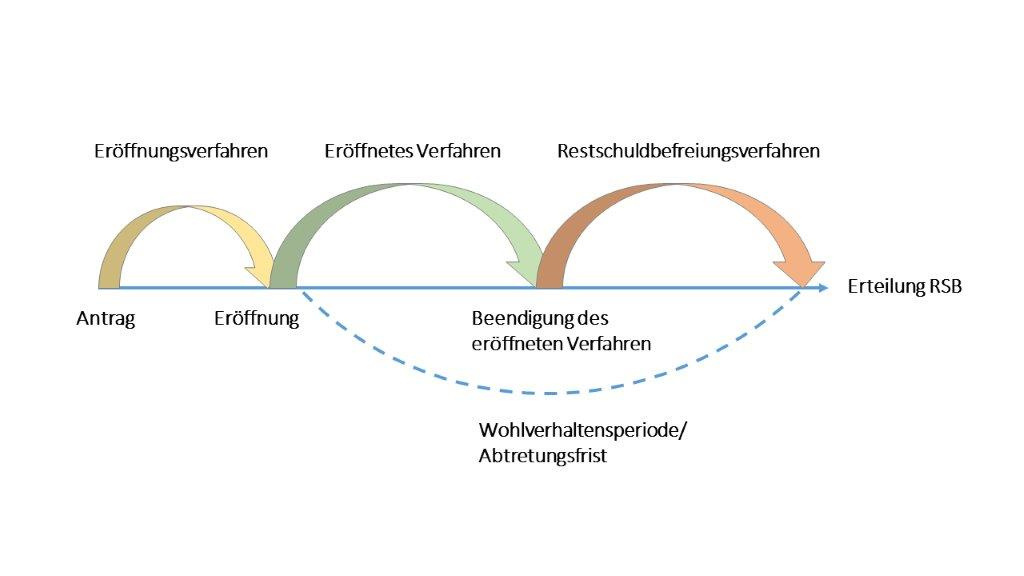 Eröffnungsverfahren
Eröffnetes Verfahren
Restschuldbefreiungsverfahren
Erteilung RSB
Antrag
Eröffnung
Beendigung des
eröffneten Verfahren
Wohlverhaltensperiode/
Abtretungsfrist